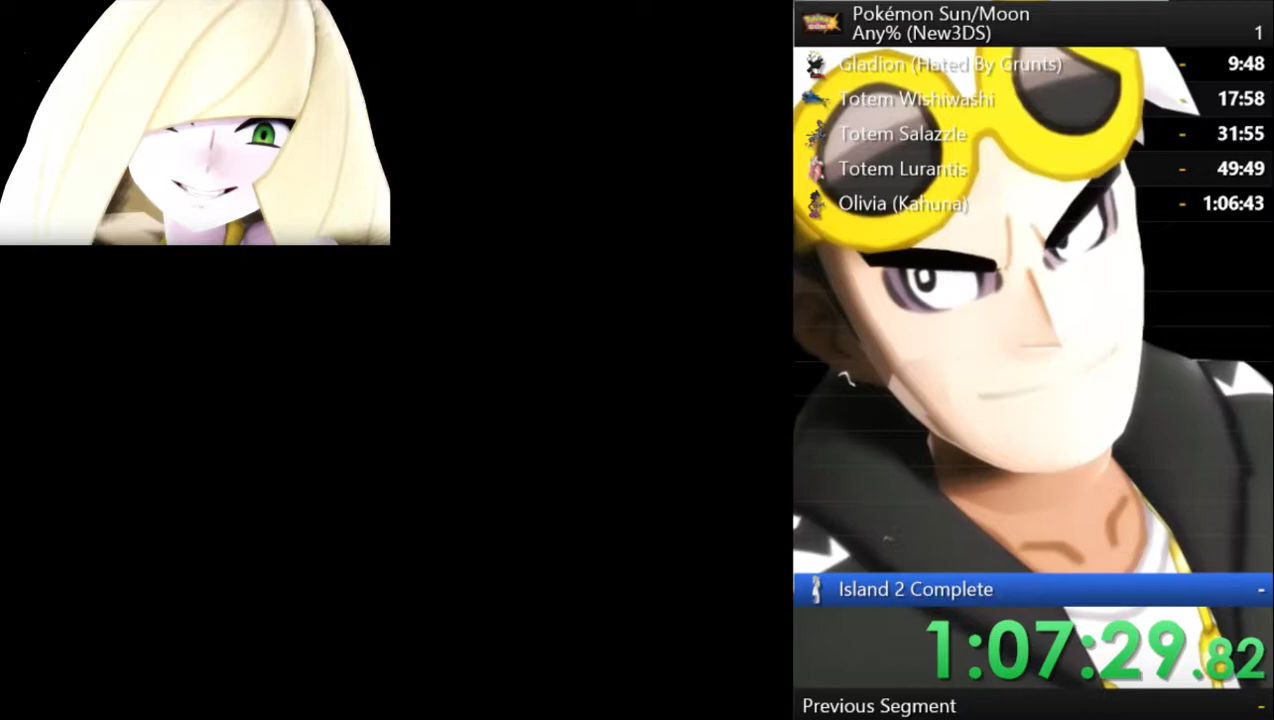 Pokémon Sun/Moon
Any% (New3DS) 1
Gladion (Hated By Grunts) - 9:48
Totem Wishiwashi - 17:58
Totem Salazzle - 31:55
Totem Lurantis - 49:49
Olivia (Kahuna) - 1:06:43
Island 2 Complete -
1:07:29.82
Previous Segment -